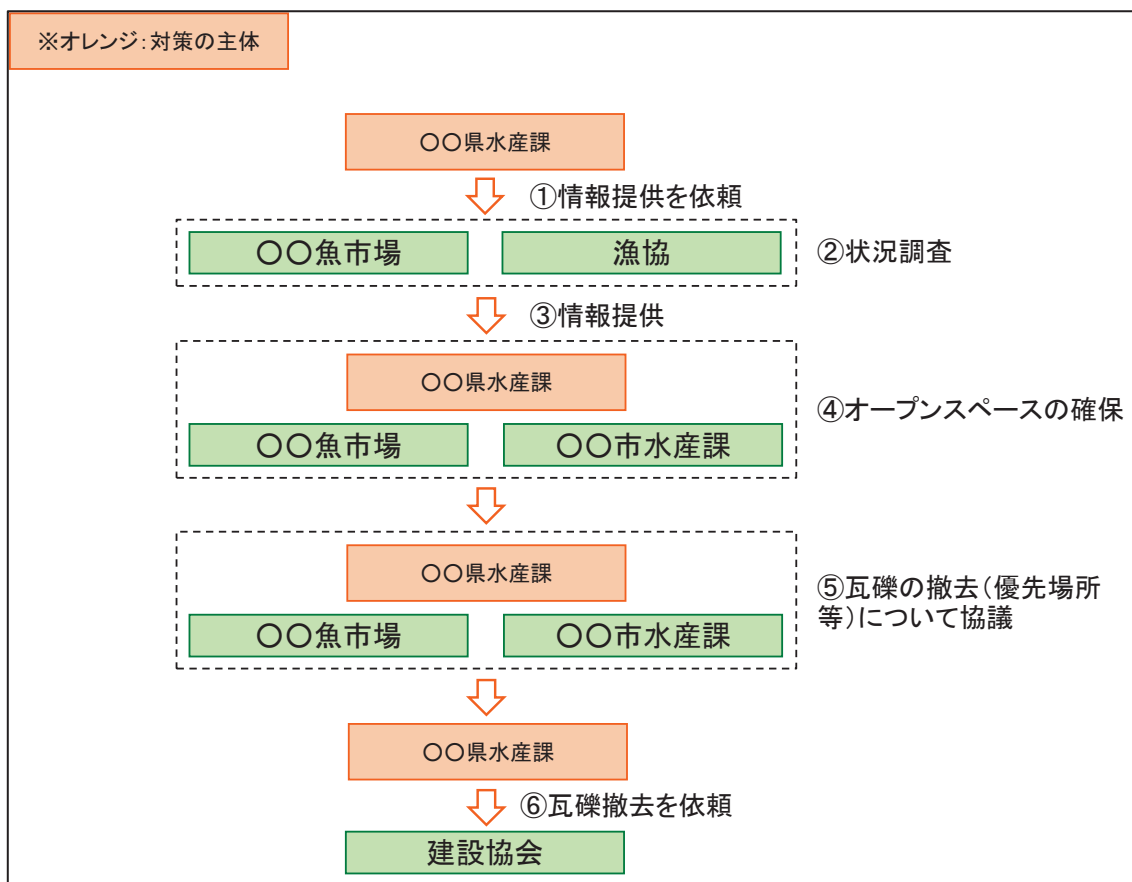 ※オレンジ:対策の主体
〇〇県水産課
①情報提供を依頼
〇〇魚市場
漁協
②状況調査
③情報提供
〇〇県水産課
〇〇魚市場
〇〇市水産課
④オープンスペースの確保
〇〇県水産課
〇〇魚市場
〇〇市水産課
⑤瓦礫の撤去(優先場所
等)について協議
〇〇県水産課
⑥瓦礫撤去を依頼
建設協会